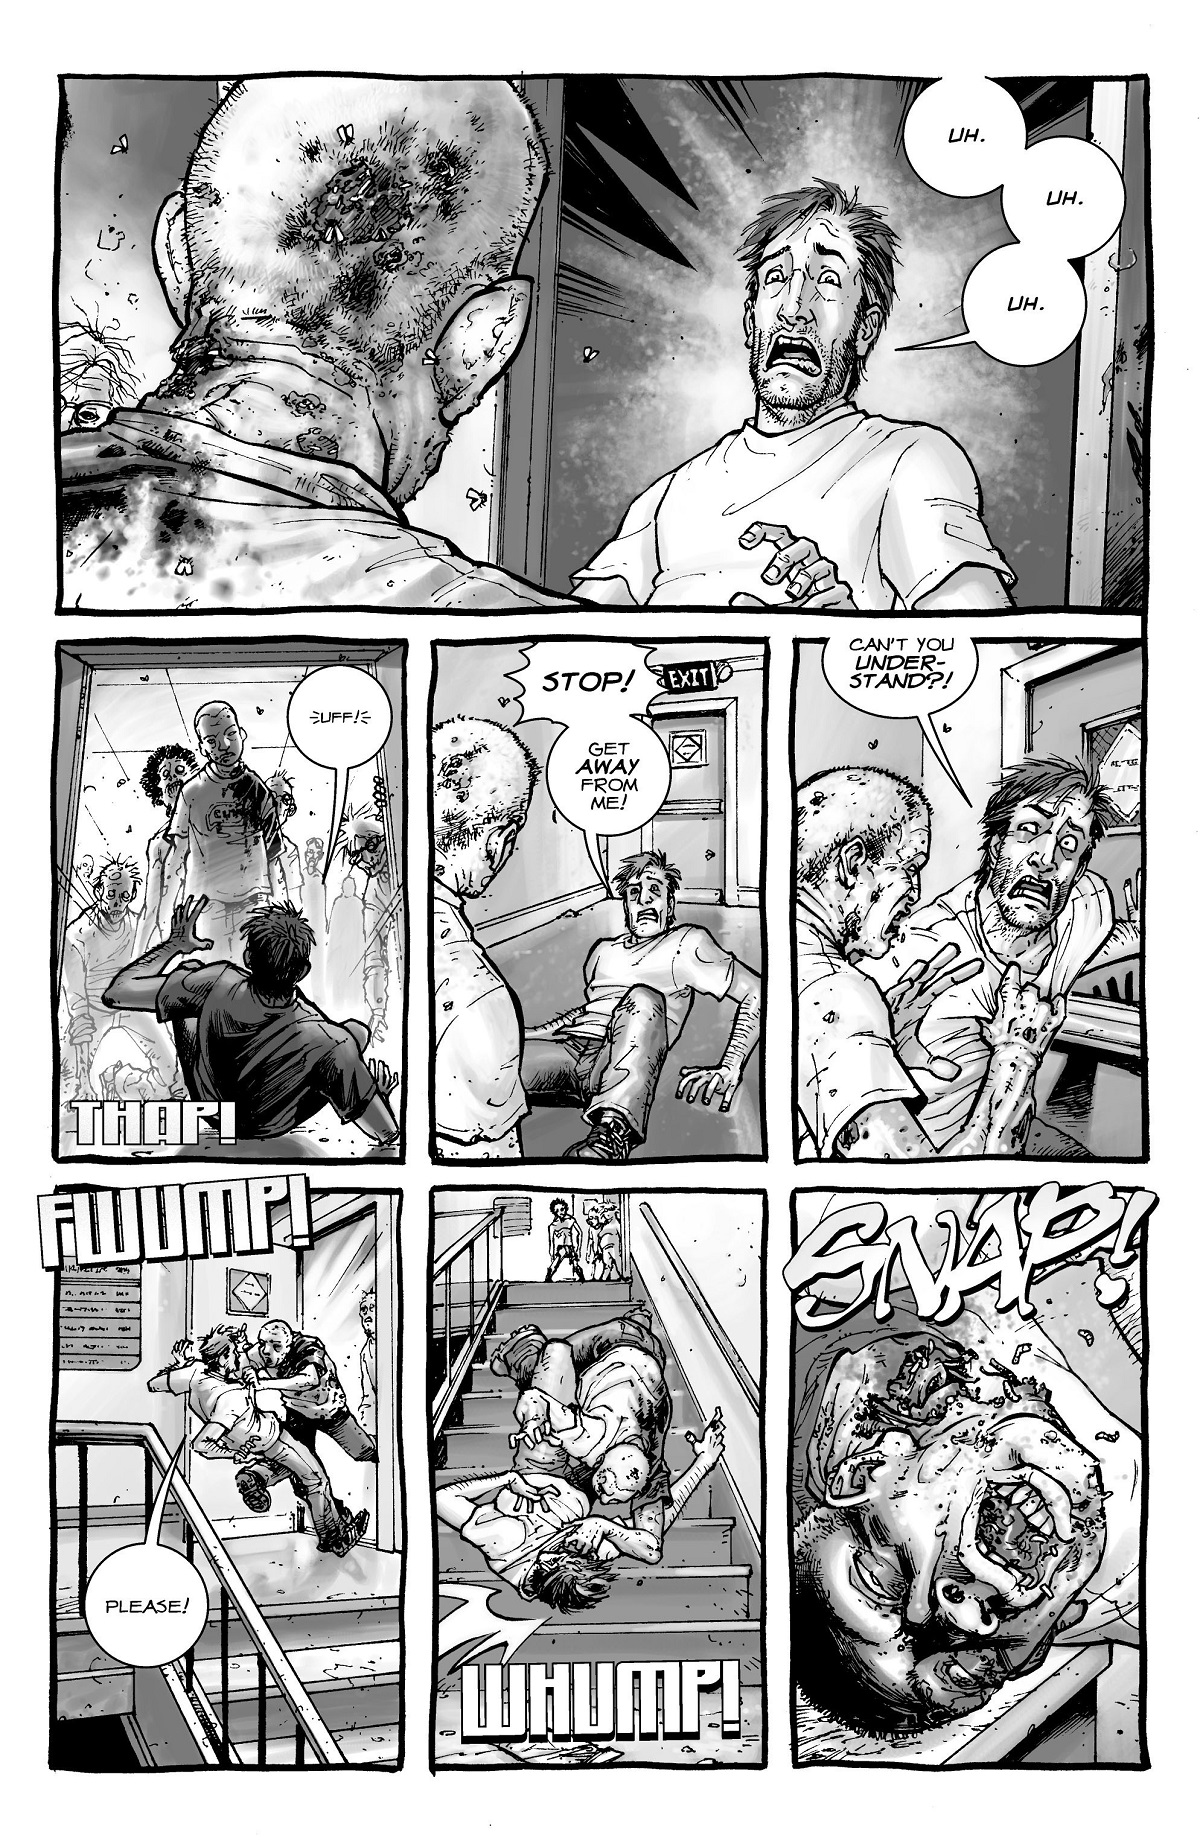 UH.
UH.
UH.
UFF!
THAP!
STOP!
EXIT
GET
AWAY
FROM
ME!
CAN'T YOU
UNDER-
STAND?!
FWUMP!
PLEASE!
WHUMP!
SNAP!